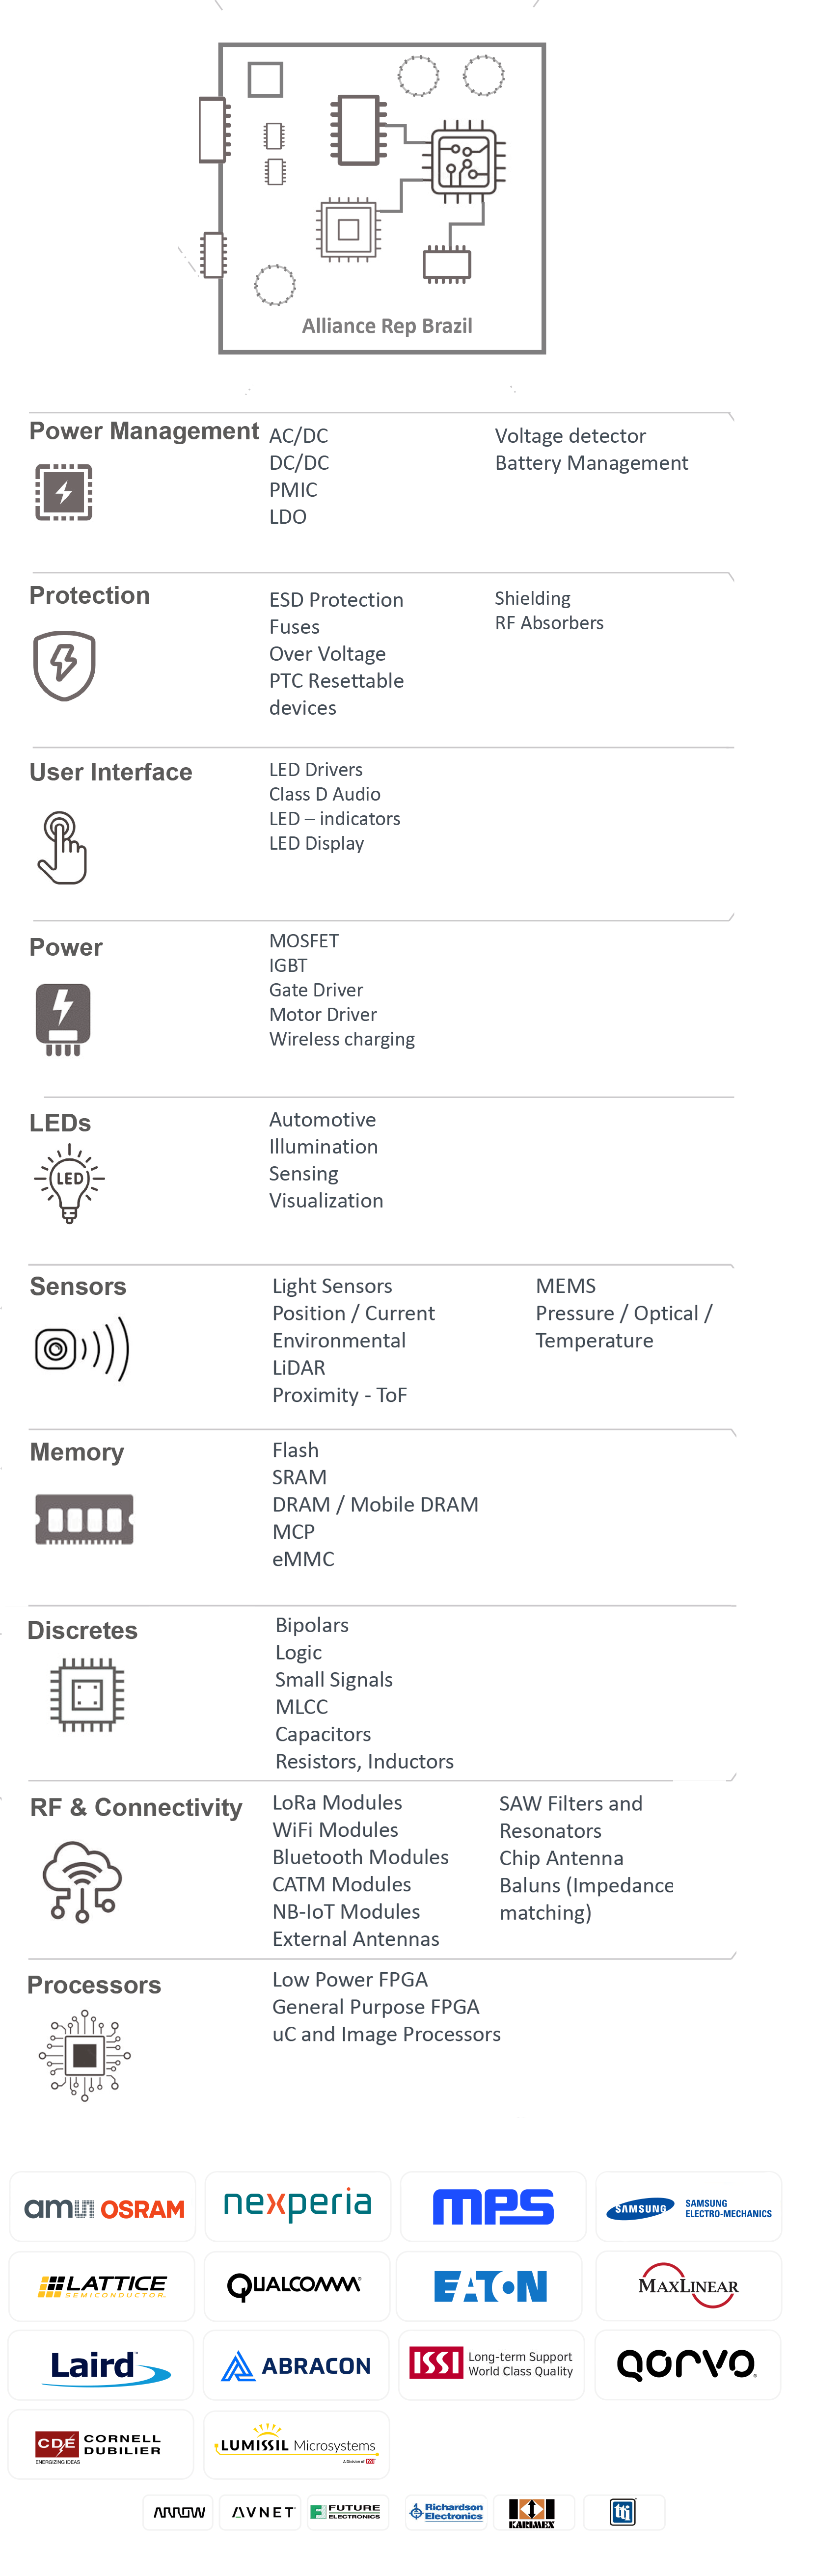 Alliance Rep Brazil
Power Management
AC/DC
DC/DC
PMIC
LDO
Voltage detector
Battery Management
Protection
ESD Protection
Fuses
Over Voltage
PTC Resettable
devices
Shielding
RF Absorbers
User Interface
LED Drivers
Class D Audio
LED – indicators
LED Display
Power
MOSFET
IGBT
Gate Driver
Motor Driver
Wireless charging
LEDs
LED
Automotive
Illumination
Sensing
Visualization
Sensors
Light Sensors
Position / Current
Environmental
LiDAR
Proximity - ToF
MEMS
Pressure / Optical /
Temperature
Memory
Flash
SRAM
DRAM / Mobile DRAM
MCP
eMMC
Discretes
Bipolars
Logic
Small Signals
MLCC
Capacitors
Resistors, Inductors
RF & Connectivity
LoRa Modules
WiFi Modules
Bluetooth Modules
CATM Modules
NB-IoT Modules
External Antennas
SAW Filters and
Resonators
Chip Antenna
Baluns (Impedance
matching)
Processors
Low Power FPGA
General Purpose FPGA
uC and Image Processors
amu OSRAM
nexperia
mPS
SAMSUNG
SAMSUNG
ELECTRO-MECHANICS
LATTICE
SEMICONDUCTOR.
QUALCOMM®
EATON
MAXLINEAR
Laird™
ABRACON
ISSI
Long-term Support
World Class Quality
QORVO®
CDE
CORNELL
DUBILIER
ENERGIZING IDEAS
LUMISSIL Microsystems
A Division of ISSI
ARROW
AVNET
F FUTURE
ELECTRONICS
Richardson
Electronics
KARIMEX
tti